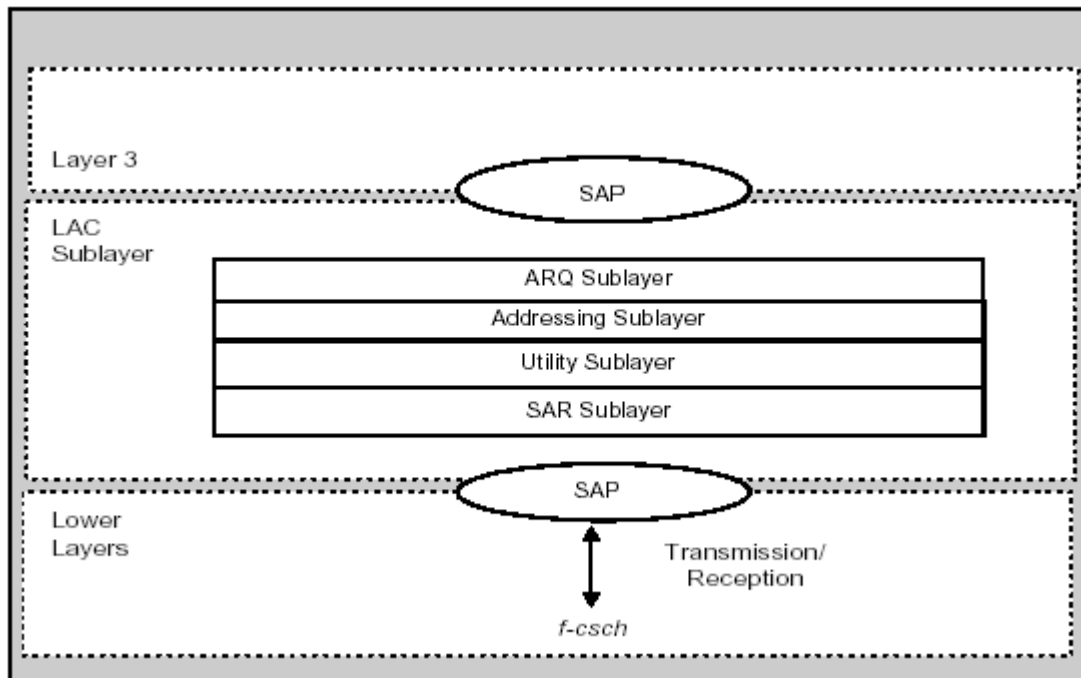 Layer 3
SAP
LAC
Sublayer
ARQ Sublayer
Addressing Sublayer
Utility Sublayer
SAR Sublayer
SAP
Lower
Layers
Transmission/
Reception
f-csch